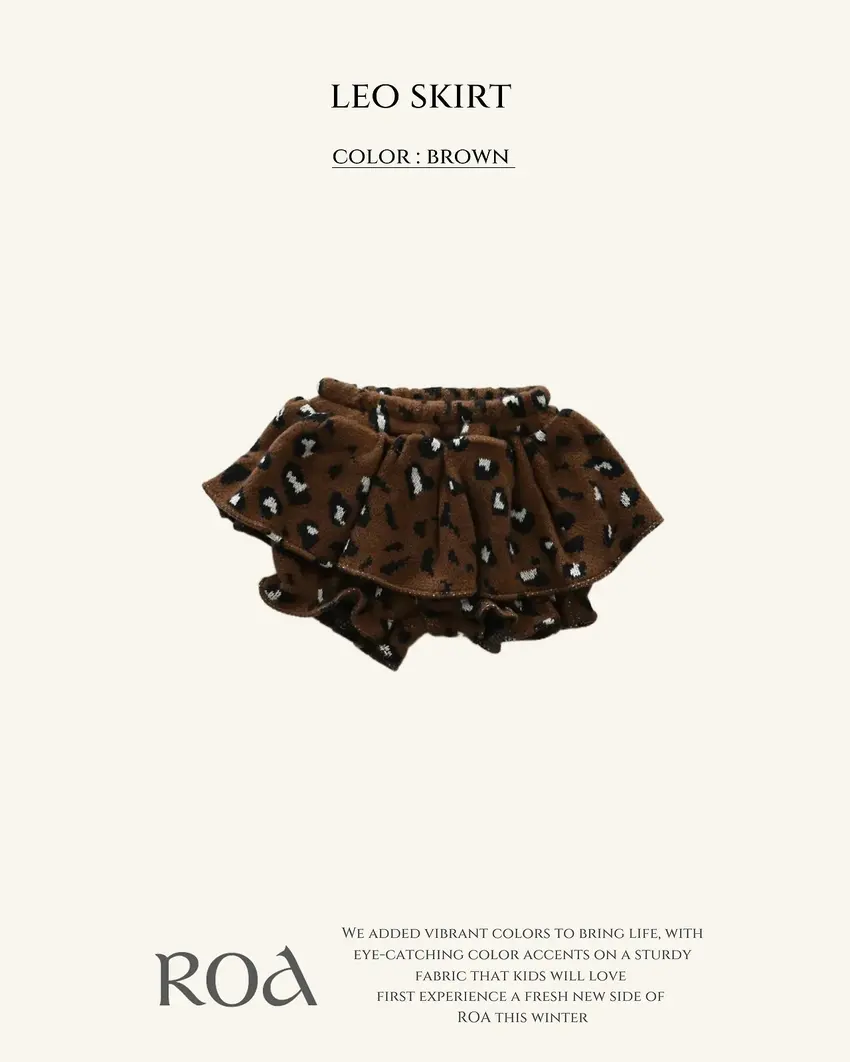 LEO SKIRT
COLOR : BROWN
ROA
WE ADDED VIBRANT COLORS TO BRING LIFE, WITH
EYE-CATCHING COLOR ACCENTS ON A STURDY
FABRIC THAT KIDS WILL LOVE
FIRST EXPERIENCE A FRESH NEW SIDE OF
ROA THIS WINTER